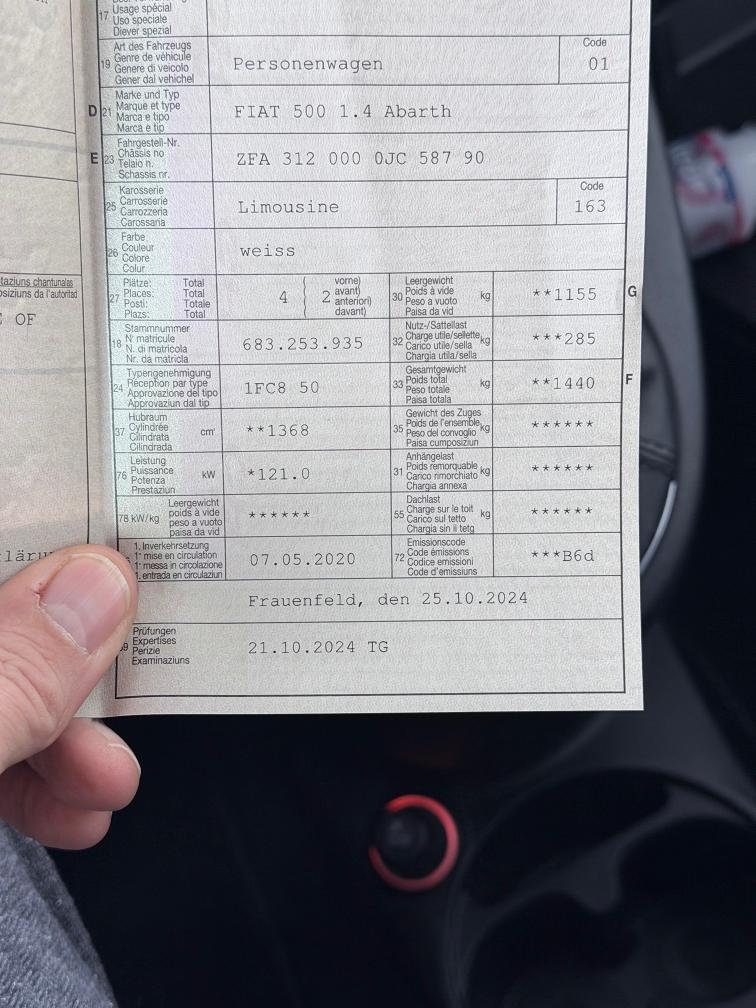 17 Usage spécial
Uso speciale
Diever spezial
19 Art des Fahrzeugs
Genre de véhicule
Genere di veicolo
Gener dal vehichel
Personenwagen
Code
01
D 21 Marke und Typ
Marque et type
Marca e tipo
Marca e tip
FIAT 500 1.4 Abarth
E 23 Fahrgestell-Nr.
Châssis no
Telaio n.
Schassis nr.
ZFA 312 000 0JC 587 90
25 Karosserie
Carrosserie
Carrozzeria
Carossaria
Limousine
Code
163
26 Farbe
Couleur
Colore
Colur
weiss
27 Plätze: Total
Places: Total
Posti: Totale
Plazs: Total
4
2
vorne)
avant)
anteriori)
davant)
30 Leergewicht
Poids à vide
Peso a vuoto
Paisa da vid
kg
**1155
G
18 Stammnummer
N° matricule
N. di matricola
Nr. da matricla
683.253.935
32 Nutz-/Sattellast
Charge utile/sellette
Carico utile/sella
Chargia utila/sella
kg
***285
24 Typengenehmigung
Réception par type
Approvazione del tipo
Approvaziun dal tip
1FC8 50
33 Gesamtgewicht
Poids total
Peso totale
Paisa totala
kg
**1440
F
37 Hubraum
Cylindrée
Cilindrata
Cilindrada
cm³
**1368
35 Gewicht des Zuges
Poids de l'ensemble
Peso del convoglio
Paisa cumposiziun
kg
******
76 Leistung
Puissance
Potenza
Prestaziun
kW
*121.0
31 Anhängelast
Poids remorquable
Carico rimorchiato
Chargia annexa
kg
******
78 kW/kg
Leergewicht
poids à vide
peso a vuoto
paisa da vid
******
55 Dachlast
Charge sur le toit
Carico sul tetto
Chargia sin il tetg
kg
******
1. Inverkehrsetzung
1re mise en circulation
1a messa in circolazione
1. entrada en circulaziun
07.05.2020
72 Emissionscode
Code émissions
Codice emissioni
Code d'emissiuns
***B6d
Frauenfeld, den 25.10.2024
Prüfungen
Expertises
Perizie
Examinaziuns
21.10.2024 TG
OF